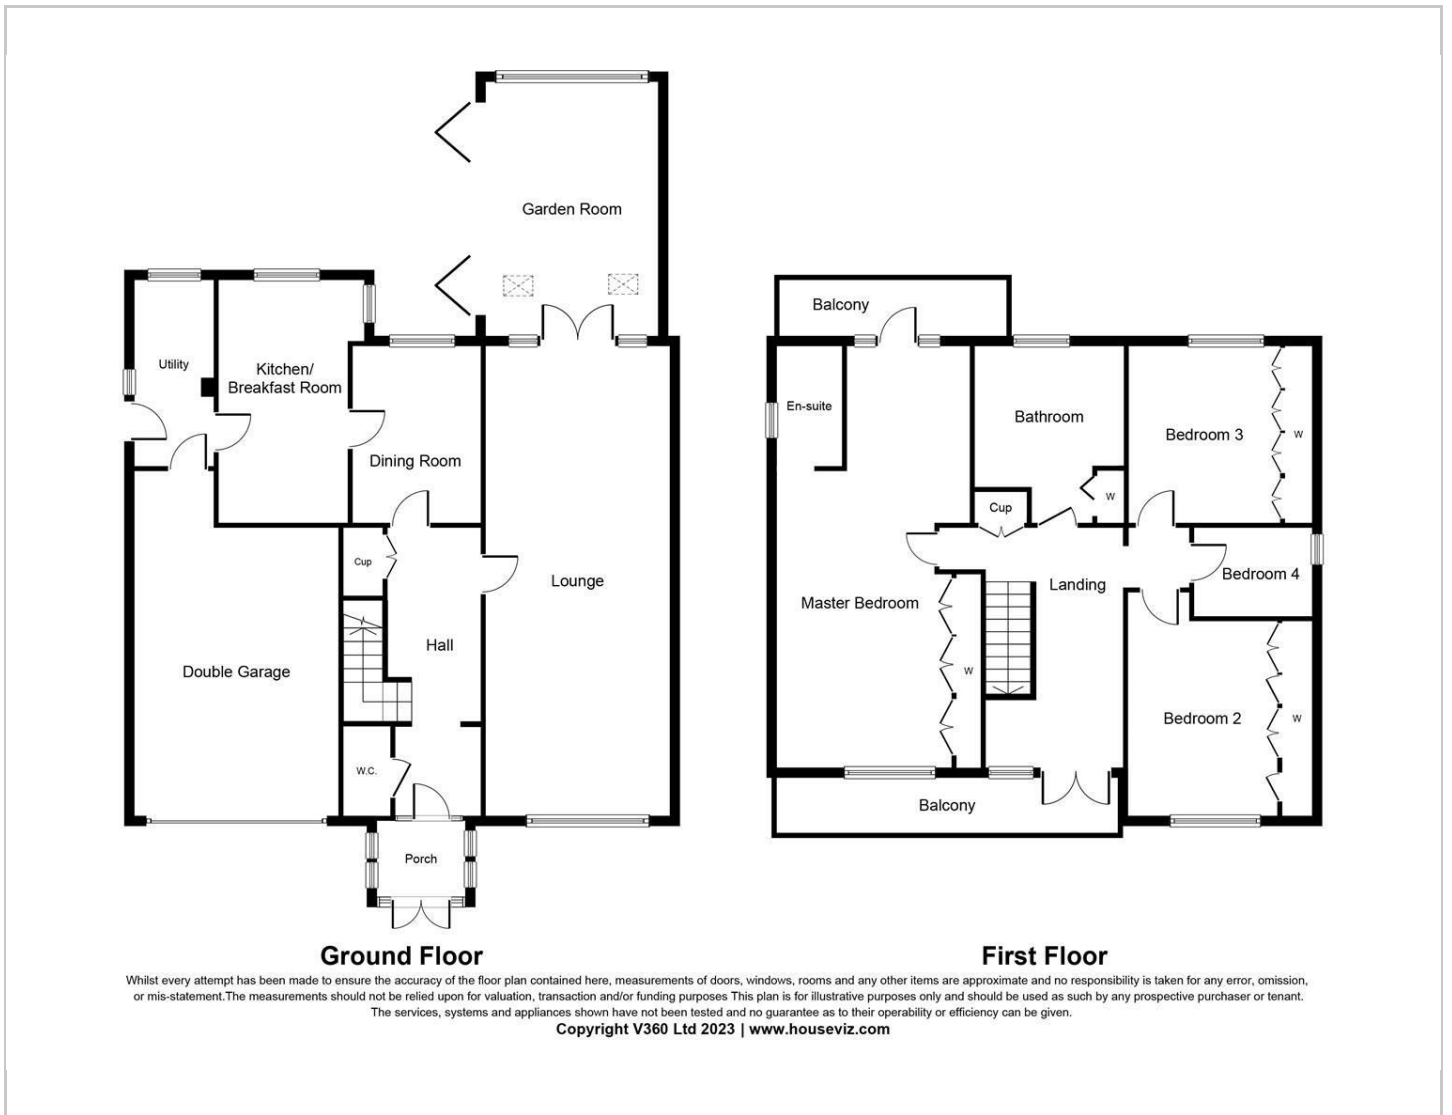 Garden Room
Utility
Kitchen/
Breakfast Room
Dining Room
Cup
Lounge
Hall
Double Garage
W.C.
Porch
Ground Floor
Balcony
En-suite
Bathroom
Bedroom 3
W
W
Cup
Landing
Bedroom 4
Master Bedroom
W
Bedroom 2
W
Balcony
First Floor
Whilst every attempt has been made to ensure the accuracy of the floor plan contained here, measurements of doors, windows, rooms and any other items are approximate and no responsibility is taken for any error, omission,
or mis-statement.The measurements should not be relied upon for valuation, transaction and/or funding purposes This plan is for illustrative purposes only and should be used as such by any prospective purchaser or tenant.
The services, systems and appliances shown have not been tested and no guarantee as to their operability or efficiency can be given.
Copyright V360 Ltd 2023 | www.houseviz.com